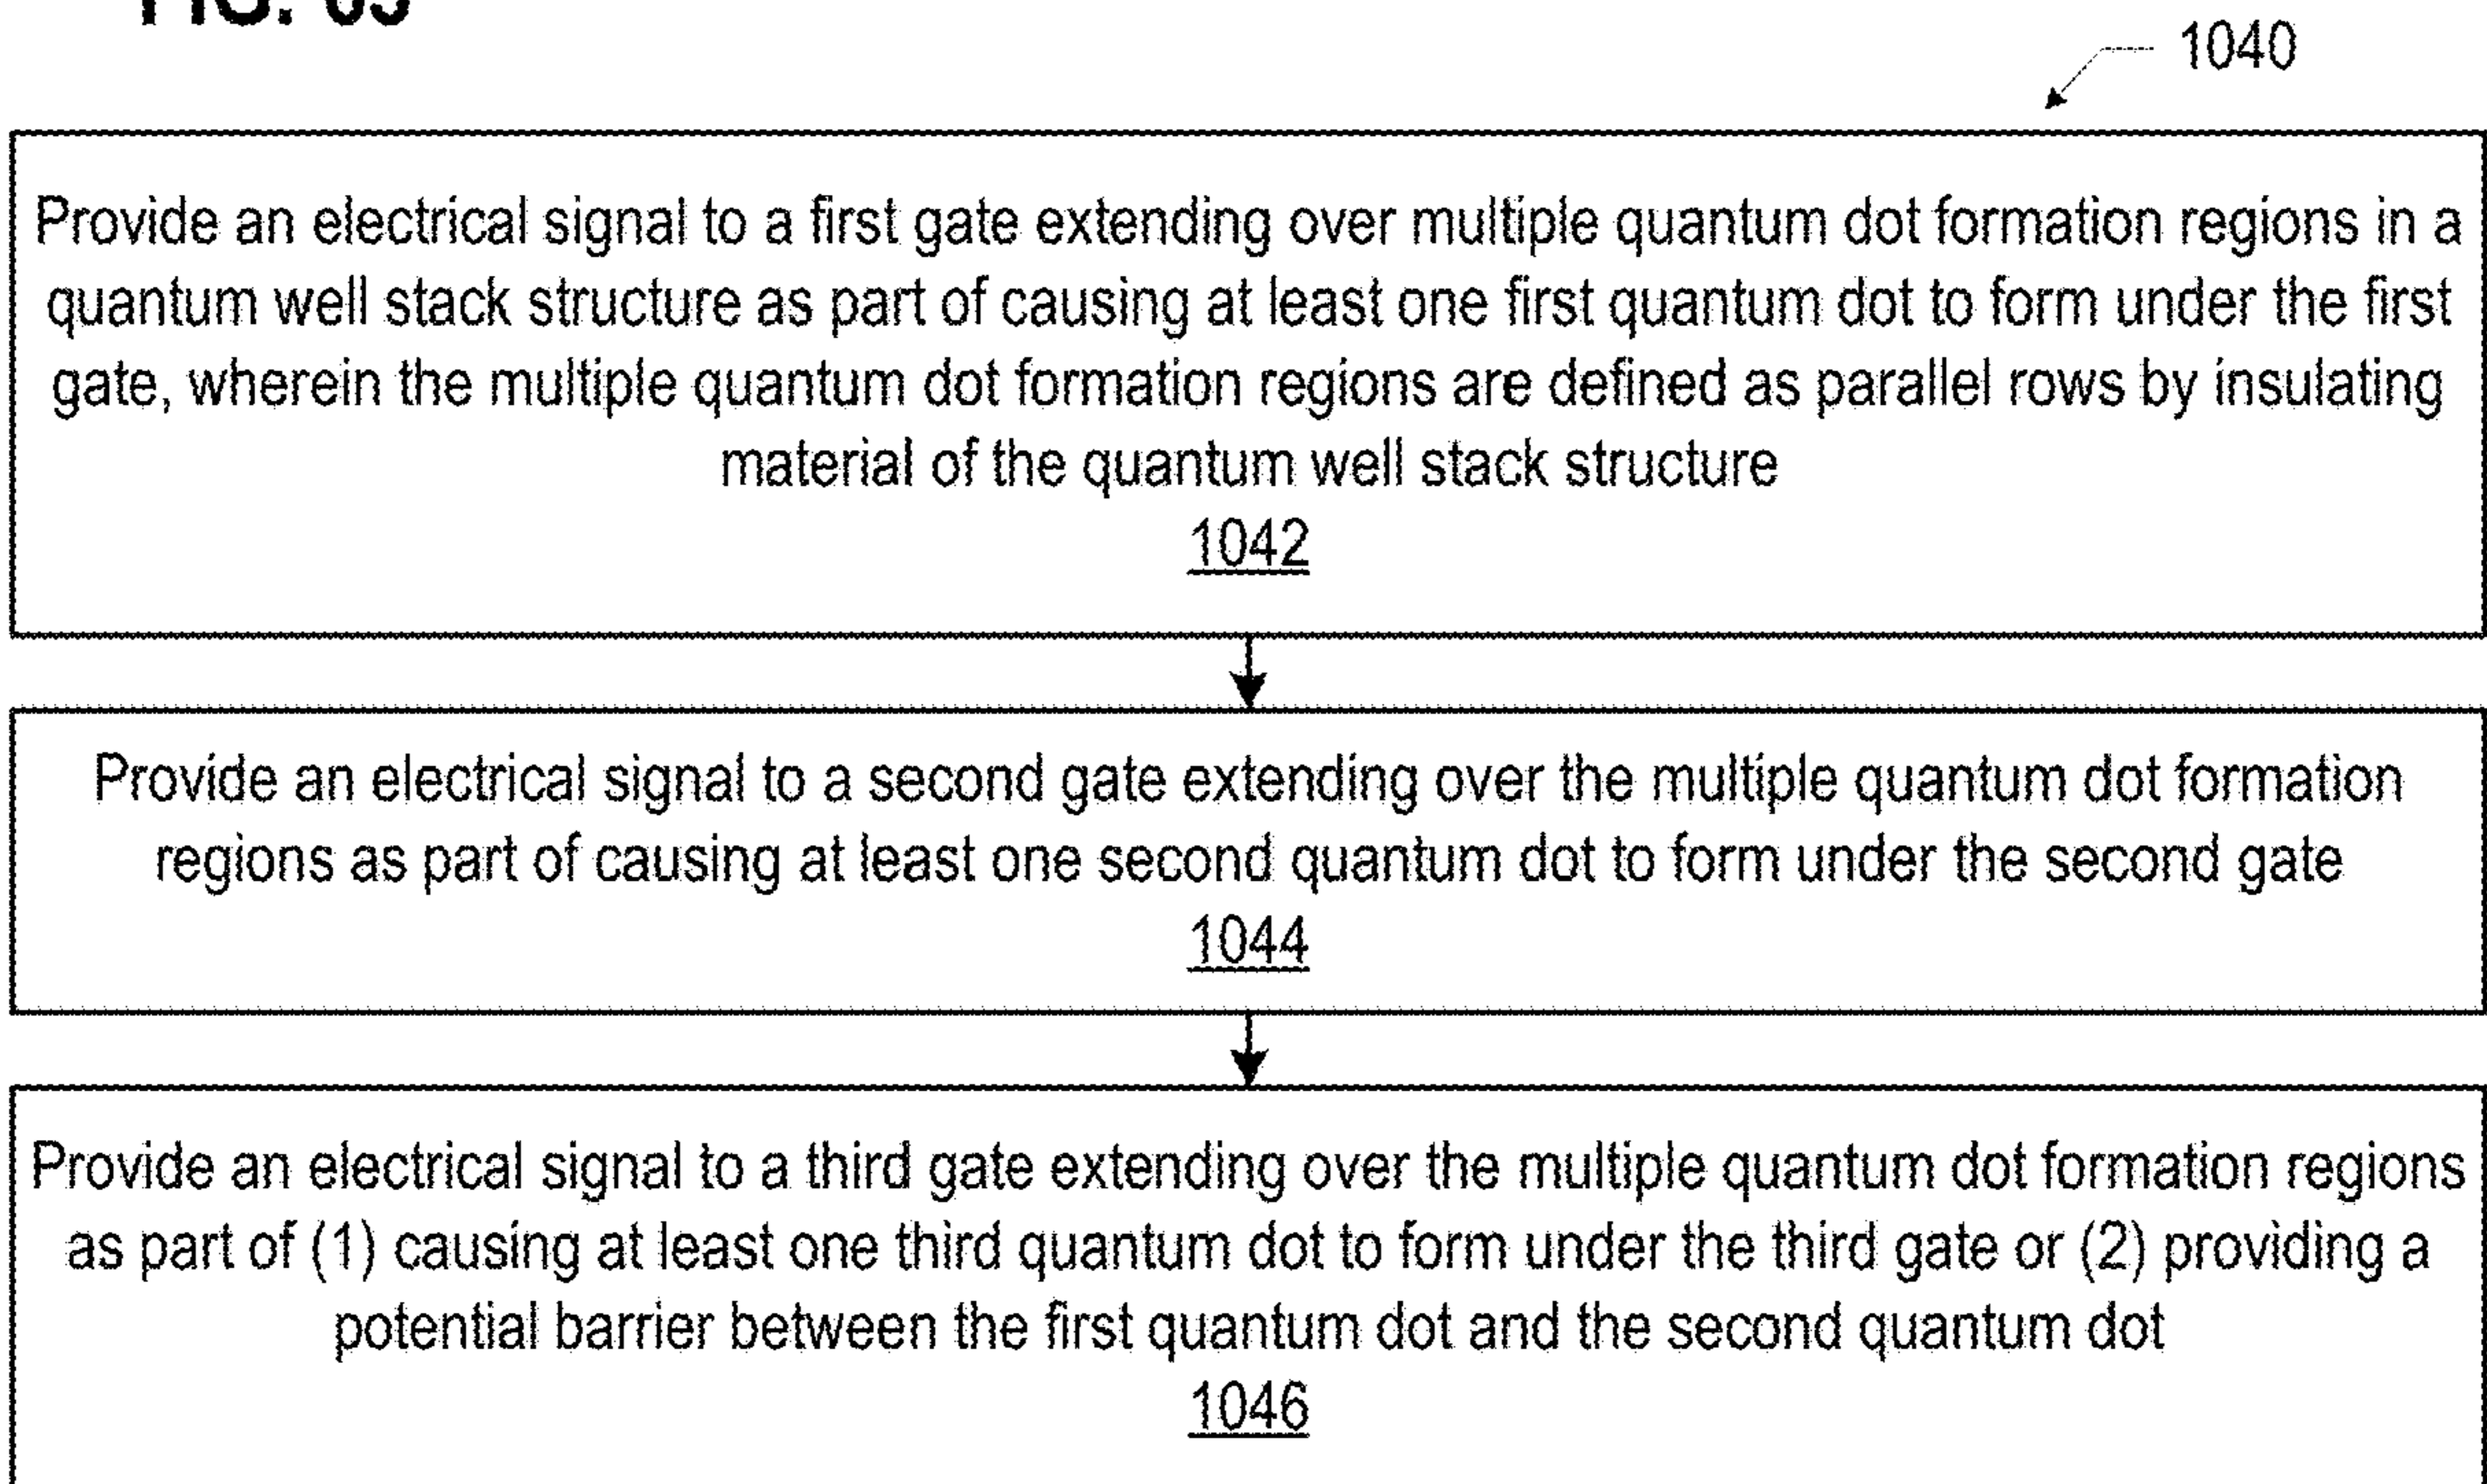 FIG.
1040
Provide an electrical signal to a first gate extending over multiple quantum dot formation regions in a
quantum well stack structure as part of causing at least one first quantum dot to form under the first
gate, wherein the multiple quantum dot formation regions are defined as parallel rows by insulating
material of the quantum well stack structure
1042
Provide an electrical signal to a second gate extending over the multiple quantum dot formation
regions as part of causing at least one second quantum dot to form under the second gate
1044
Provide an electrical signal to a third gate extending over the multiple quantum dot formation regions
as part of (1) causing at least one third quantum dot to form under the third gate or (2) providing a
potential barrier between the first quantum dot and the second quantum dot
1046